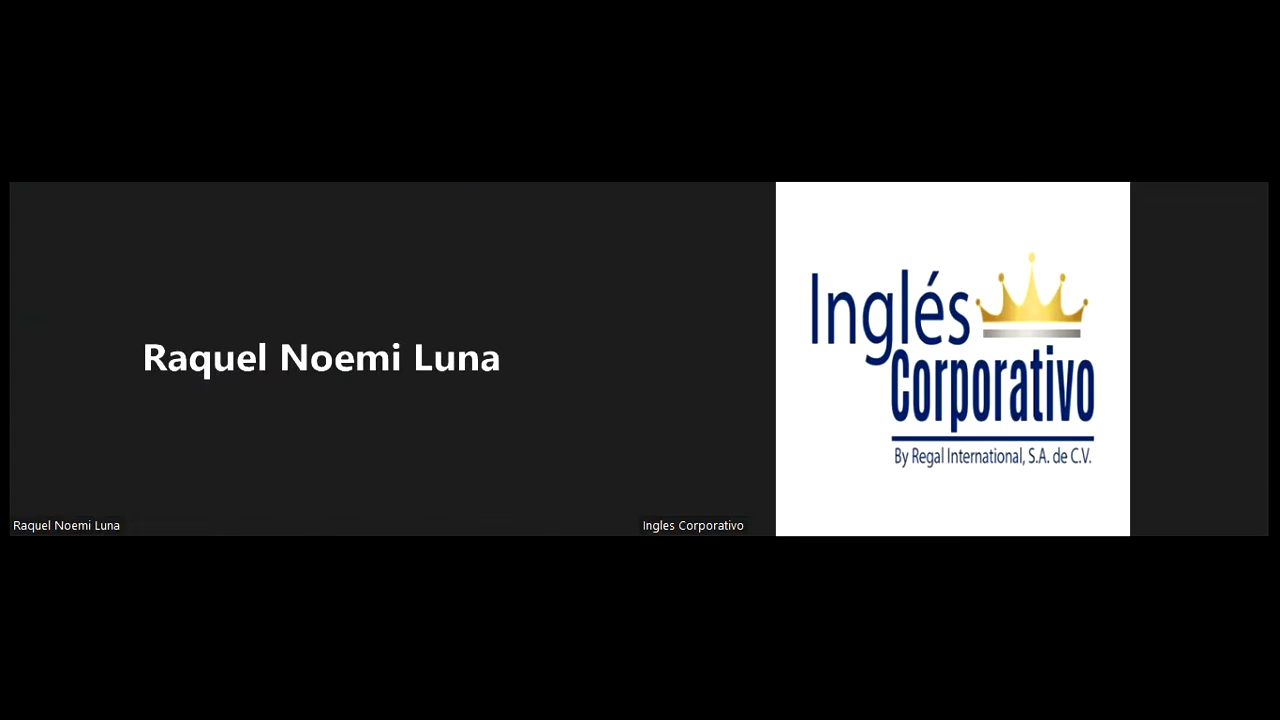 Raquel Noemi Luna
Raquel Noemi Luna
Inglés
Corporativo
By Regal International, S.A. de C.V.
Ingles Corporativo